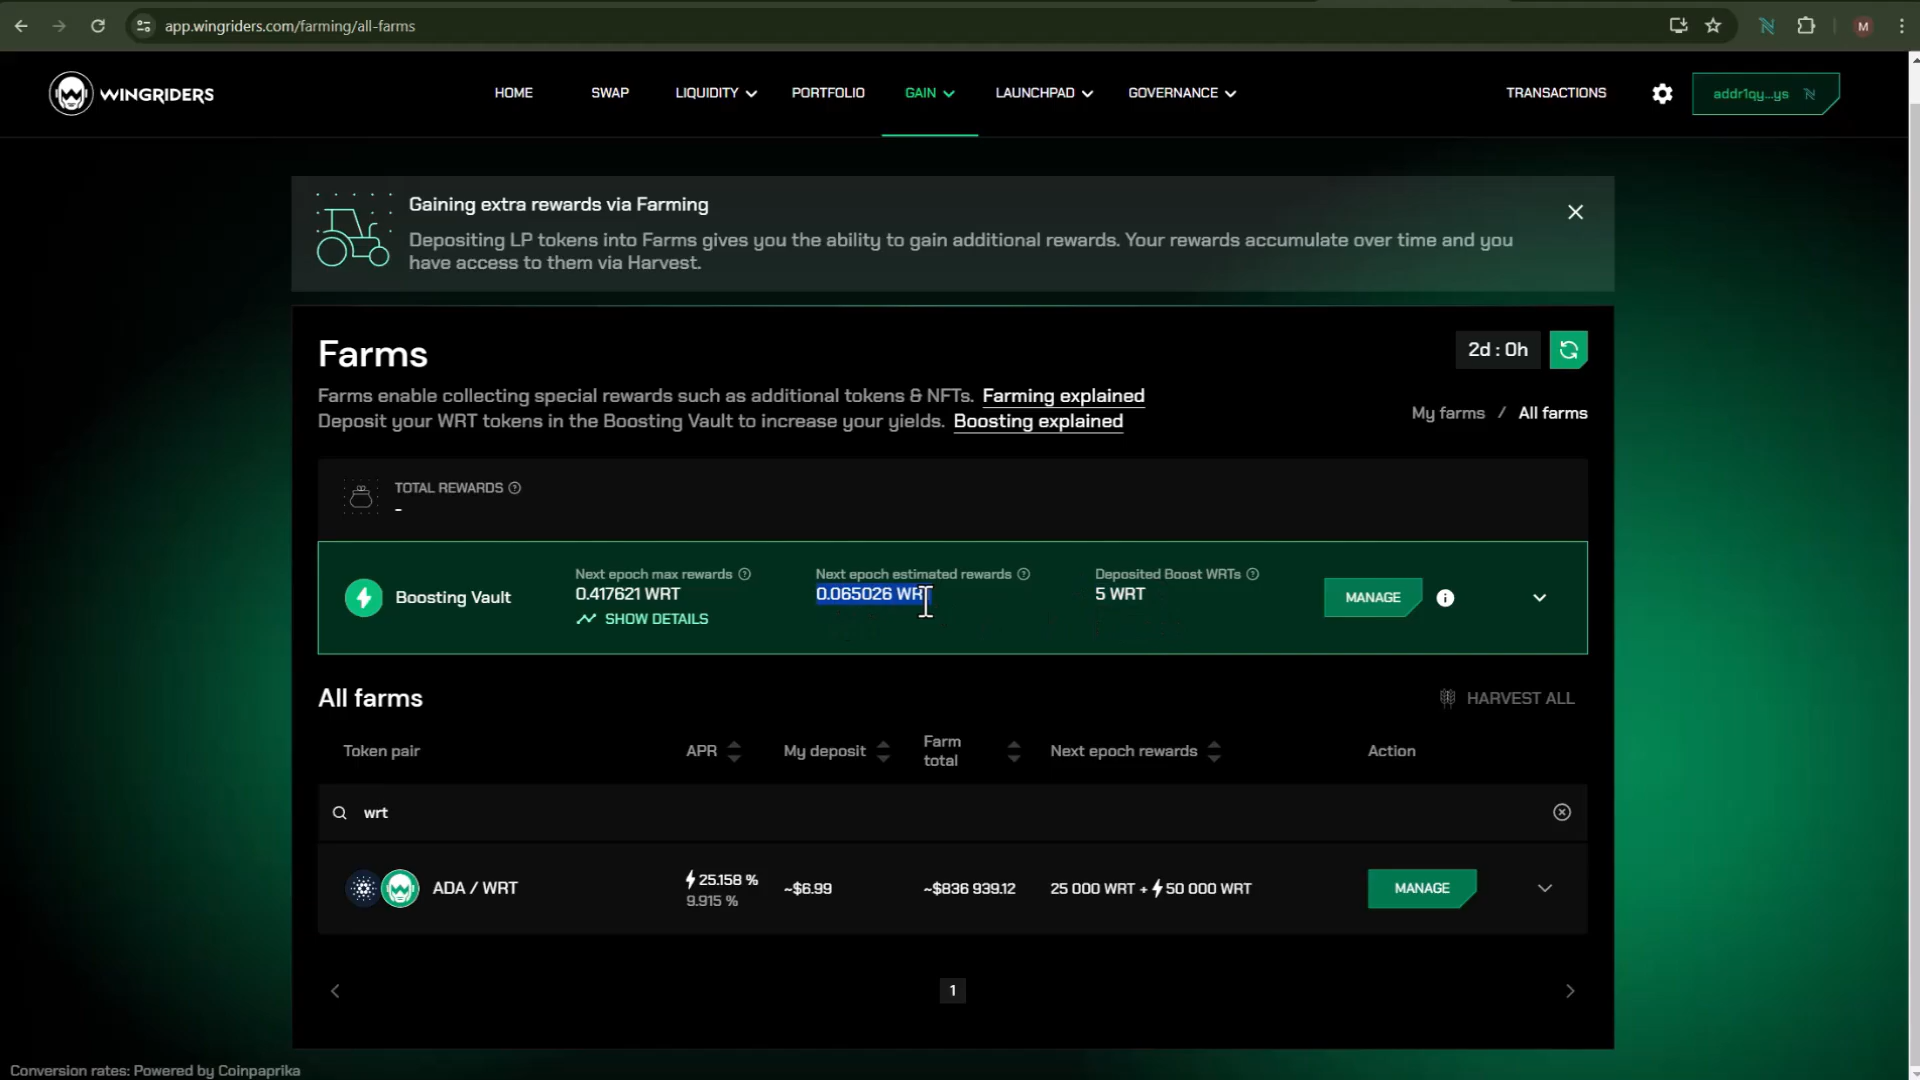 app.wingriders.com/farming/all-farms
M
WINGRIDERS
HOME
SWAP
LIQUIDITY
PORTFOLIO
GAIN
LAUNCHPAD
GOVERNANCE
TRANSACTIONS
addr1qy...ys
Gaining extra rewards via Farming
Depositing LP tokens into Farms gives you the ability to gain additional rewards. Your rewards accumulate over time and you
have access to them via Harvest.
Farms
2d : 0h
Farms enable collecting special rewards such as additional tokens & NFTs. Farming explained
Deposit your WRT tokens in the Boosting Vault to increase your yields. Boosting explained
My farms / All farms
TOTAL REWARDS
-
Boosting Vault
Next epoch max rewards
0.417621 WRT
SHOW DETAILS
Next epoch estimated rewards
0.065026 WRT
Deposited Boost WRTs
5 WRT
MANAGE
All farms
HARVEST ALL
Token pair
APR
My deposit
Farm
total
Next epoch rewards
Action
wrt
ADA / WRT
25.158 %
9.915 %
~$6.99
~$836 939.12
25 000 WRT + 50 000 WRT
MANAGE
1
Conversion rates: Powered by Coinpaprika